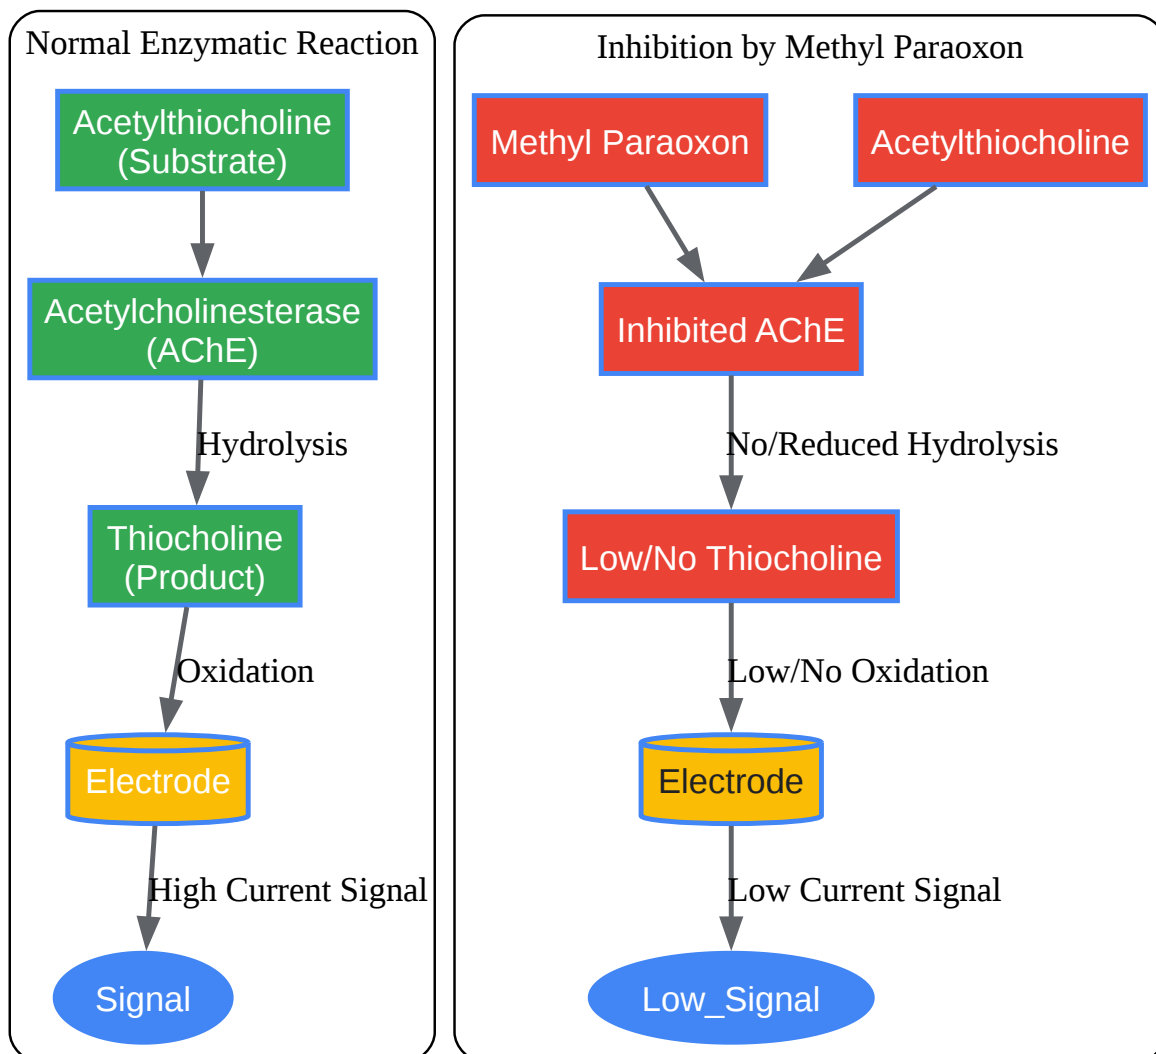 Normal Enzymatic Reaction
Acetylthiocholine
(Substrate)
Acetylcholinesterase
(AChE)
Hydrolysis
Thiocholine
(Product)
Oxidation
Electrode
High Current Signal
Signal
Inhibition by Methyl Paraoxon
Methyl Paraoxon
Acetylthiocholine
Inhibited AChE
No/Reduced Hydrolysis
Low/No Thiocholine
Low/No Oxidation
Electrode
Low Current Signal
Low_Signal